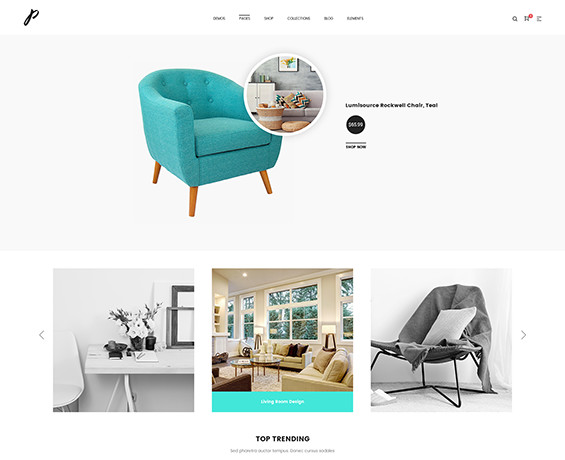 p
DEMOS PAGES SHOP COLLECTIONS BLOG ELEMENTS
Lumisource Rockwell Chair, Teal
$65.99
SHOP NOW
Living Room Design
TOP TRENDING
Sed pharetra auctor tempus. Donec cursus sodales